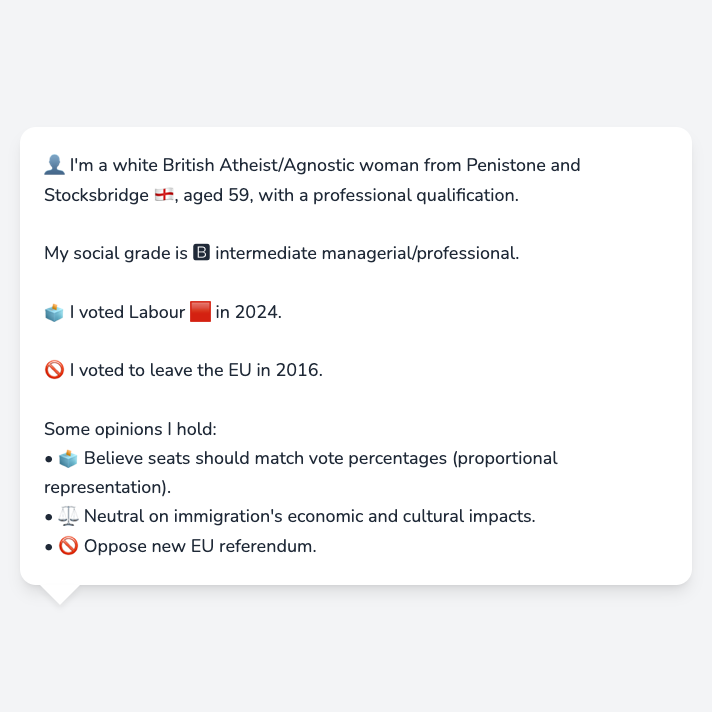 👤 I'm a white British Atheist/Agnostic woman from Penistone and
Stocksbridge 🏴󠁧󠁢󠁥󠁮󠁧󠁿, aged 59, with a professional qualification.
My social grade is 🅱 intermediate managerial/professional.
🗳️ I voted Labour 🟥 in 2024.
🚫 I voted to leave the EU in 2016.
Some opinions I hold:
• 🗳️ Believe seats should match vote percentages (proportional
representation).
• ⚖️ Neutral on immigration's economic and cultural impacts.
• 🚫 Oppose new EU referendum.